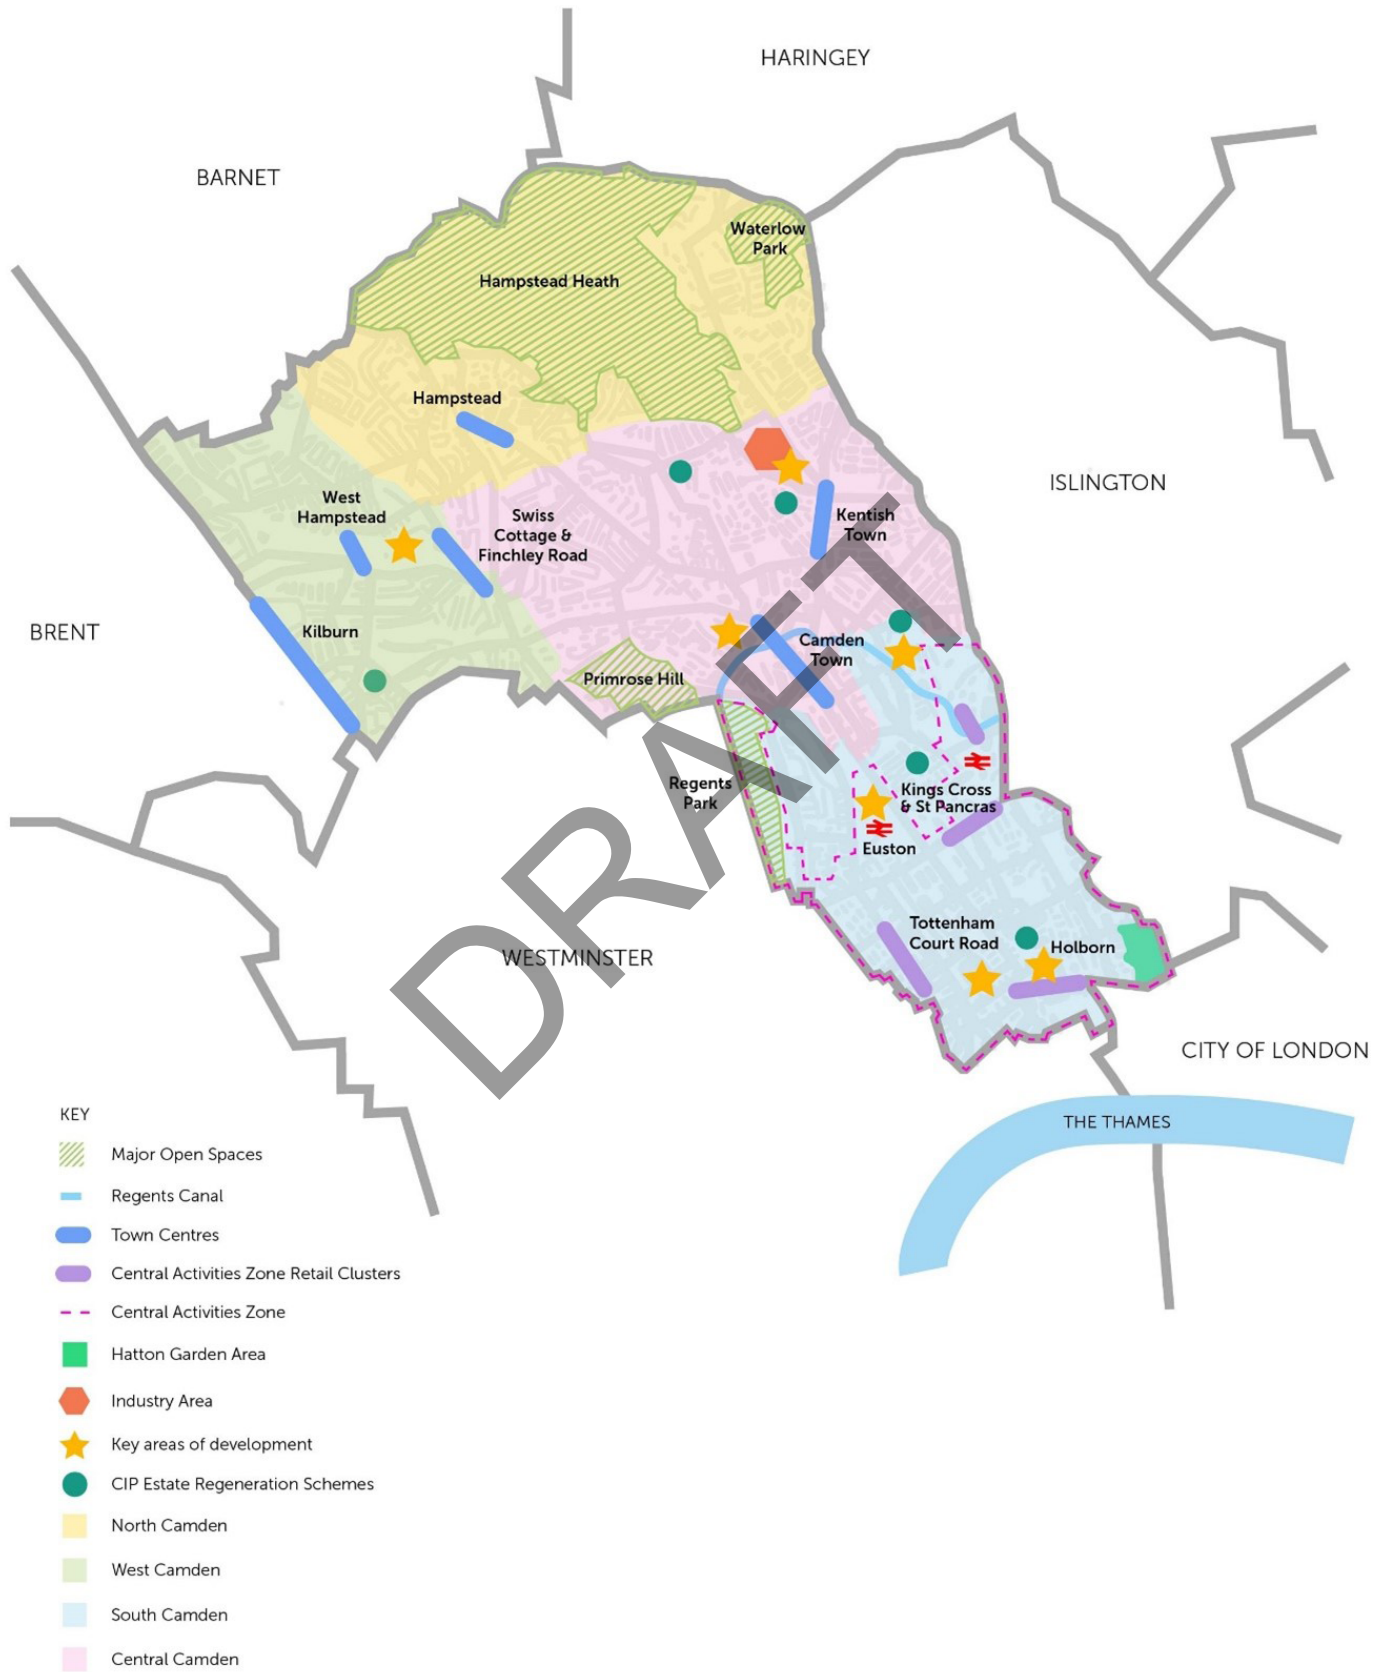 HARINGEY
BARNET
Waterlow
Park
Hampstead Heath
Hampstead
ISLINGTON
West
Hampstead
Swiss
Cottage &
Finchley Road
Kentish
Town
BRENT
Kilburn
Camden
Town
Primrose Hill
Regents
Park
Kings Cross
& St Pancras
Euston
Tottenham
Court Road
Holborn
WESTMINSTER
DRAFT
CITY OF LONDON
THE THAMES
KEY
Major Open Spaces
Regents Canal
Town Centres
Central Activities Zone Retail Clusters
Central Activities Zone
Hatton Garden Area
Industry Area
Key areas of development
CIP Estate Regeneration Schemes
North Camden
West Camden
South Camden
Central Camden